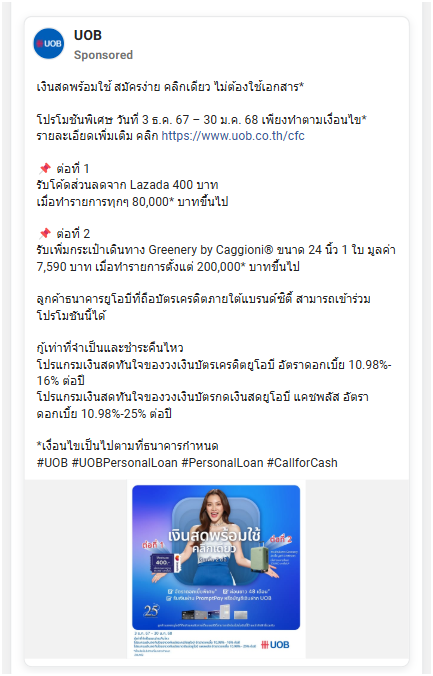 UOB
UOB
Sponsored
เงินสดพร้อมใช้ สมัครง่าย คลิกเดียว ไม่ต้องใช้เอกสาร*
โปรโมชันพิเศษ วันที่ 3 ธ.ค. 67 – 30 ม.ค. 68 เพียงทำตามเงื่อนไข*
รายละเอียดเพิ่มเติม คลิก https://www.uob.co.th/cfc
📌 ต่อที่ 1
รับโค้ดส่วนลดจาก Lazada 400 บาท
เมื่อทำรายการทุกๆ 80,000* บาทขึ้นไป
📌 ต่อที่ 2
รับเพิ่มกระเป๋าเดินทาง Greenery by Caggioni® ขนาด 24 นิ้ว 1 ใบ มูลค่า
7,590 บาท เมื่อทำรายการตั้งแต่ 200,000* บาทขึ้นไป
ลูกค้าธนาคารยูโอบีที่ถือบัตรเครดิตภายใต้แบรนด์ซิตี้ สามารถเข้าร่วม
โปรโมชันนี้ได้
กู้เท่าที่จำเป็นและชำระคืนไหว
โปรแกรมเงินสดทันใจของวงเงินบัตรเครดิตยูโอบี อัตราดอกเบี้ย 10.98%-
16% ต่อปี
โปรแกรมเงินสดทันใจของวงเงินบัตรกดเงินสดยูโอบี แคชพลัส อัตรา
ดอกเบี้ย 10.98%-25% ต่อปี
*เงื่อนไขเป็นไปตามที่ธนาคารกำหนด
#UOB #UOBPersonalLoan #PersonalLoan #CallforCash
เงินสดพร้อมใช้
คลิกเดียว
ต่อที่ 1
ต่อที่ 2
400.-
25
UOB